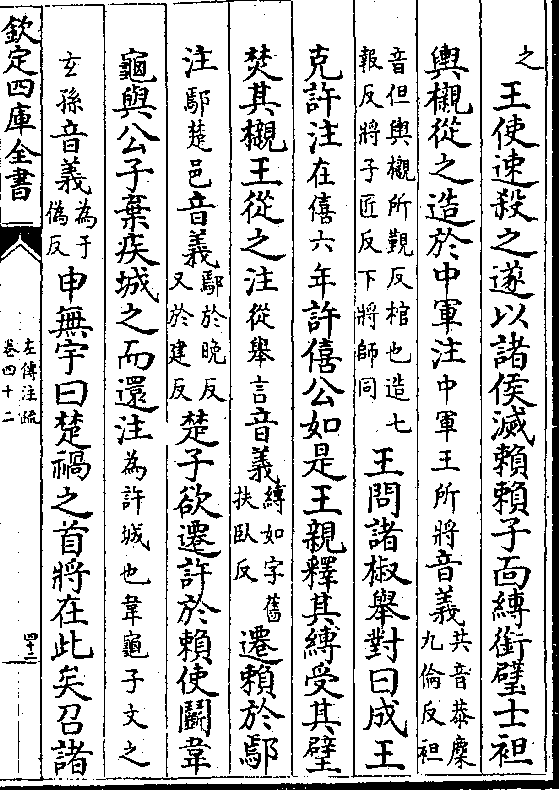 之王使速殺之遂以諸侯滅賴賴子面縛銜璧士袒
輿櫬從之造於中軍注中軍王所將音義共音恭麋九倫反袒
音但輿櫬所覲反棺也造七報反將子匠反下將師同王問諸椒舉對曰成王
克許注在僖六年許僖公如是王親釋其縛受其璧
焚其櫬王從之注從舉言音義縛如字舊扶臥反遷賴於鄢
注鄢楚邑音義鄢於晚反又於建反楚子欲遷許於賴使鬬韋
龜與公子棄疾城之而還注為許城也韋龜子文之
玄孫音義為于偽反申無宇曰楚禍之首將在此矣召諸
欽定四庫全書
左傳注疏
卷四十二
四十二